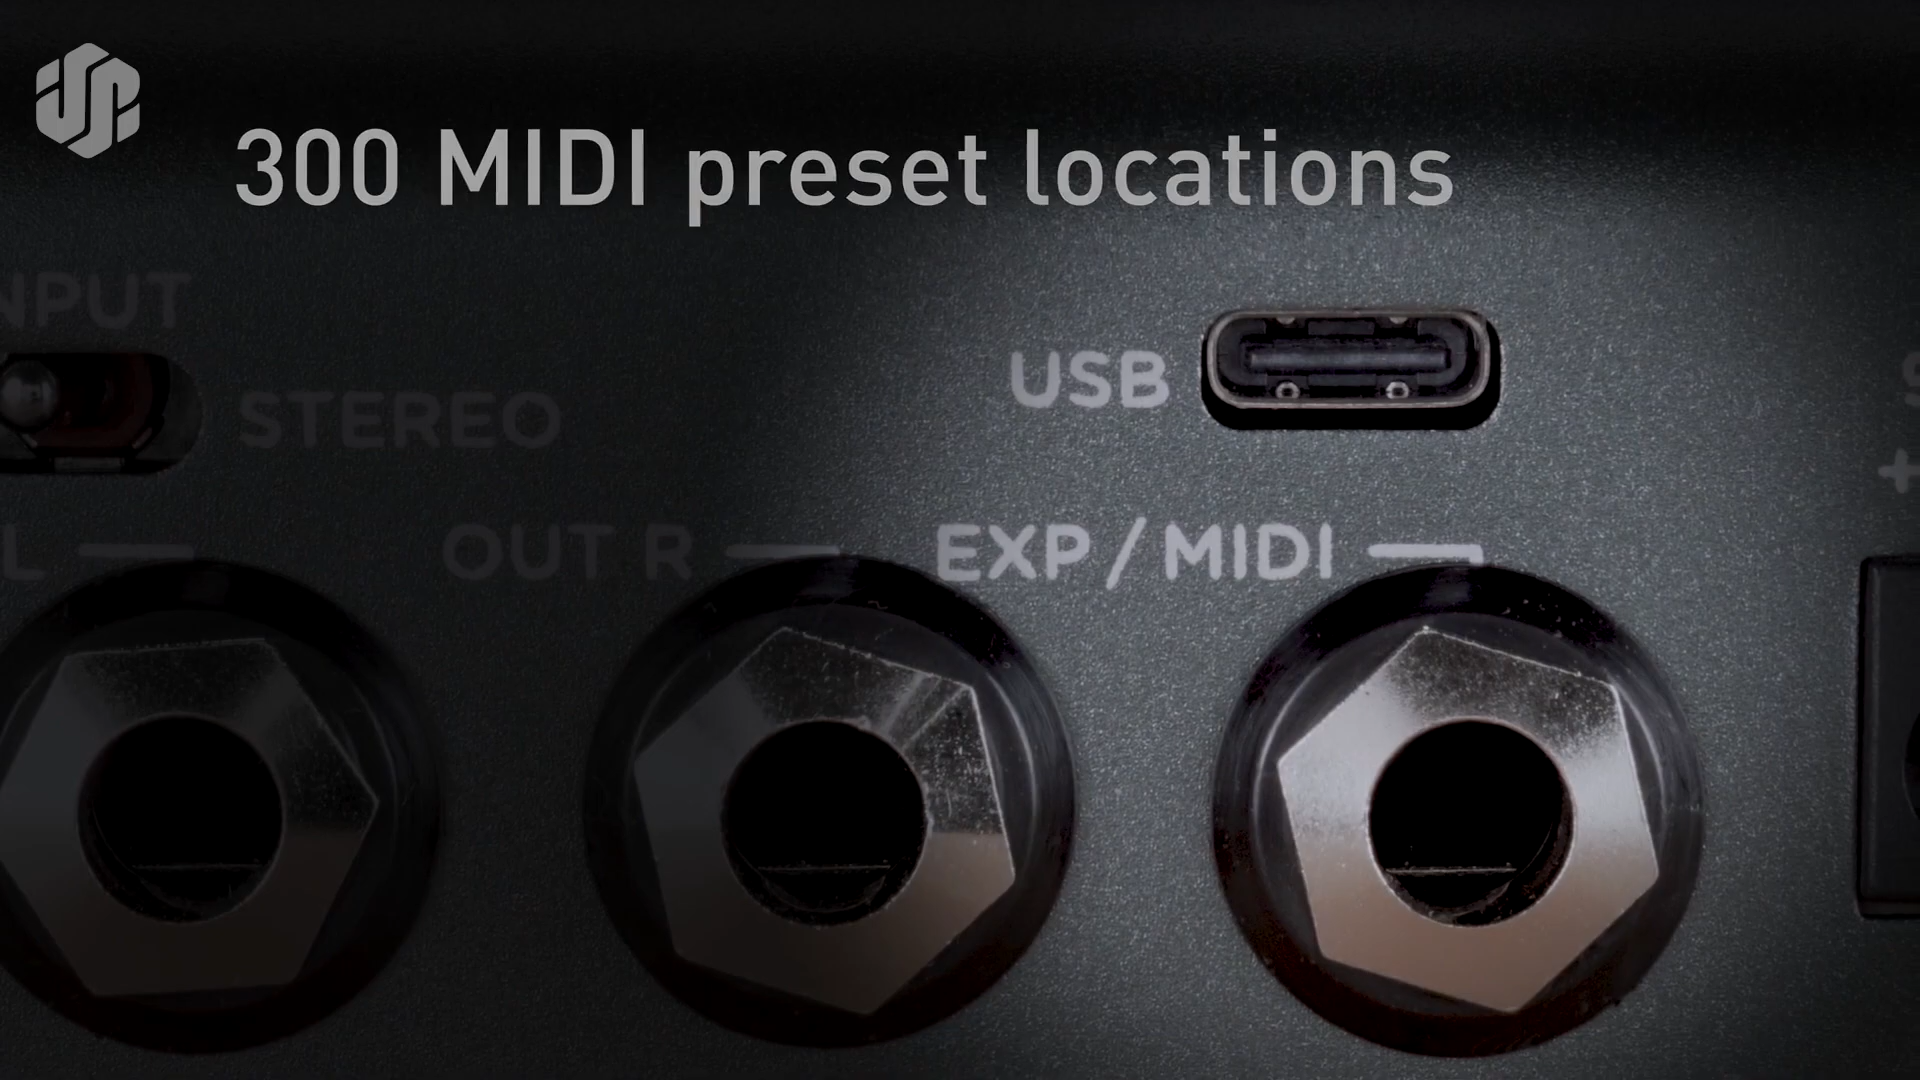 300 MIDI preset locations
NPUT
USB
STEREO
L
OUT R
EXP/MIDI